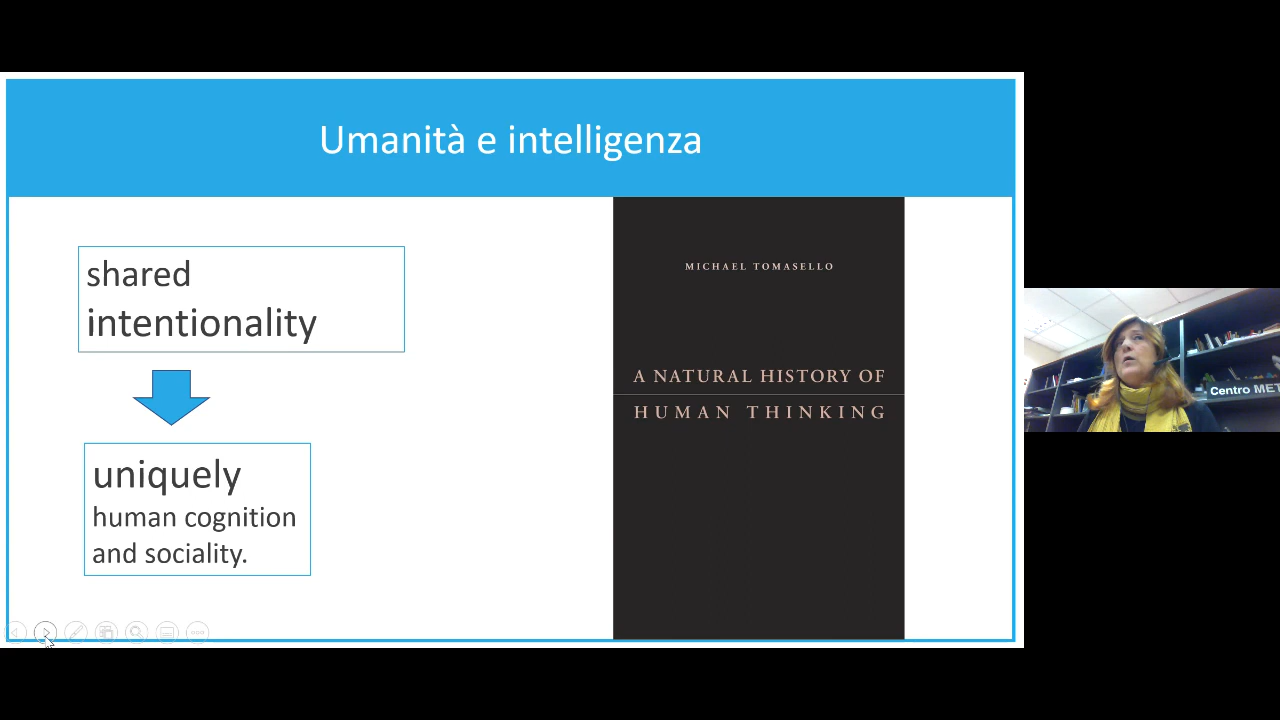 Umanità e intelligenza
shared
intentionality
uniquely
human cognition
and sociality.
MICHAEL TOMASELLO
A NATURAL HISTORY OF
HUMAN THINKING
Centro MET